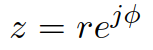 z = re^{jϕ}